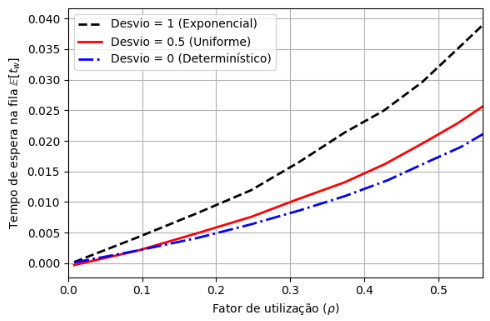 0.040
0.035
0.030
0.025
0.020
0.015
0.010
0.005
0.000
Tempo de espera na fila 𝔼[t_w]
Desvio = 1 (Exponencial)
Desvio = 0.5 (Uniforme)
Desvio = 0 (Determinístico)
0.0 0.1 0.2 0.3 0.4 0.5
Fator de utilização (ρ)